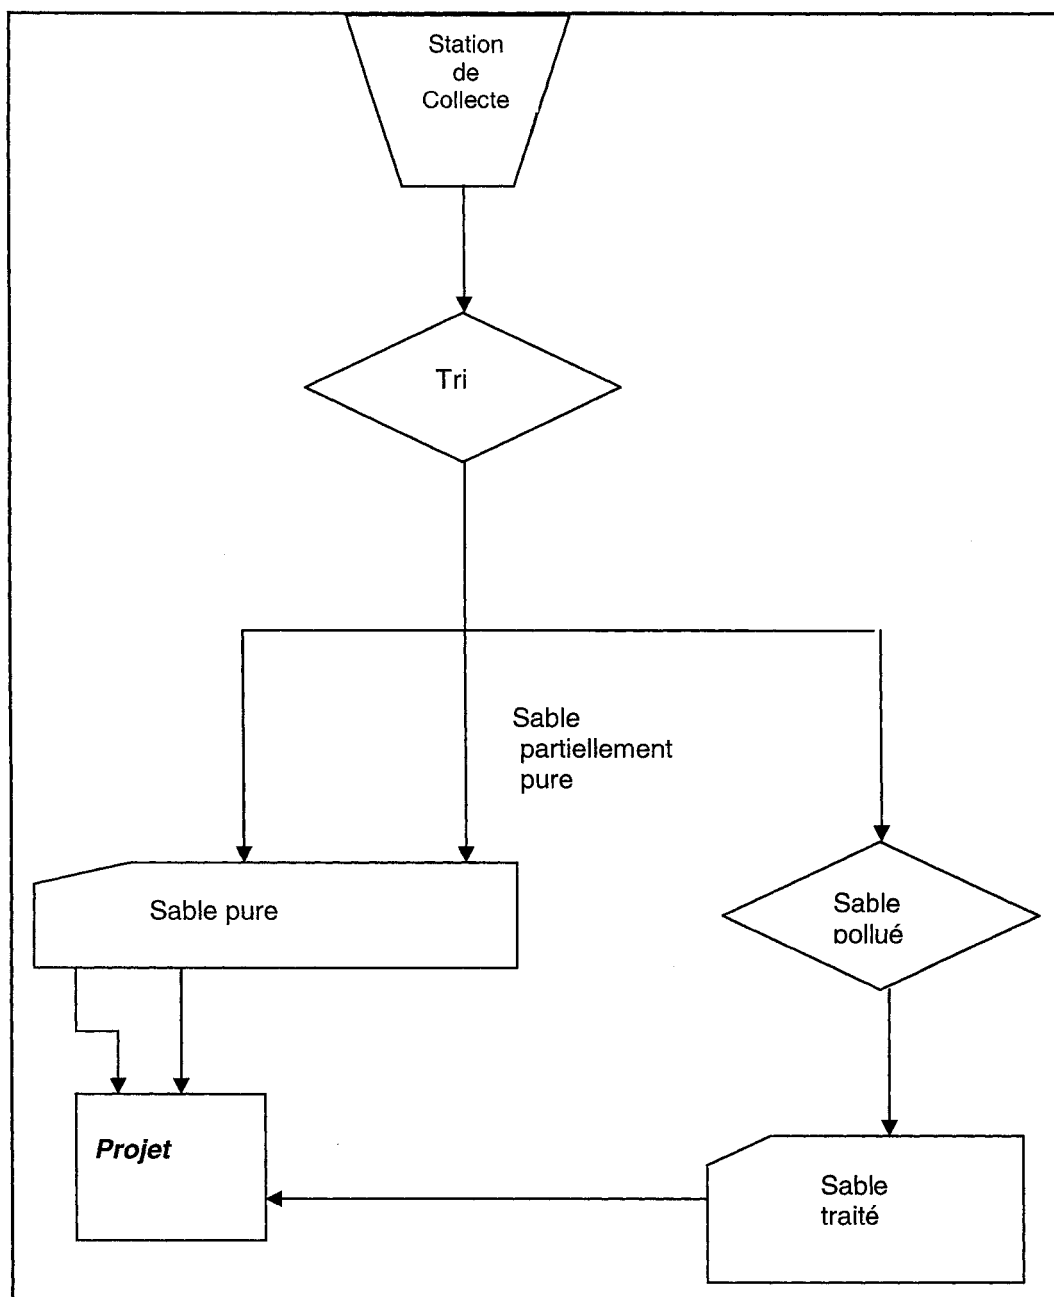 Station
de
Collecte
Tri
Sable
partiellement
pure
Sable pure
Sable
pollué
Projet
Sable
traité